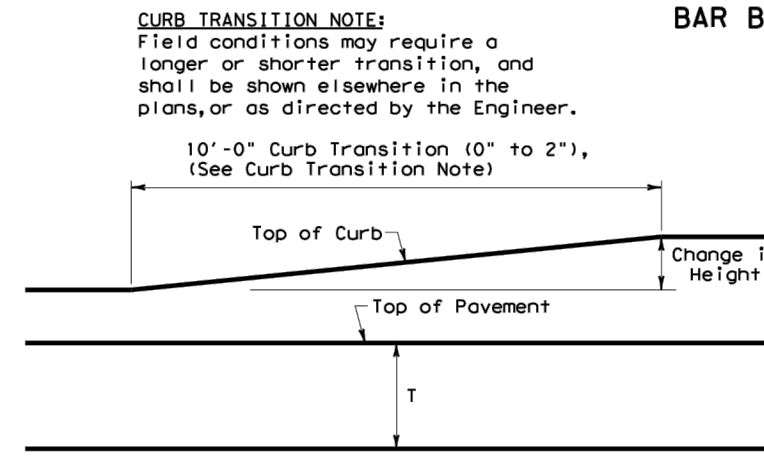 BAR B
CURB TRANSITION NOTE:
Field conditions may require a
longer or shorter transition, and
shall be shown elsewhere in the
plans,or as directed by the Engineer.
10'-0" Curb Transition (0" to 2"),
(See Curb Transition Note)
Top of Curb
Change i
Height
Top of Pavement
T